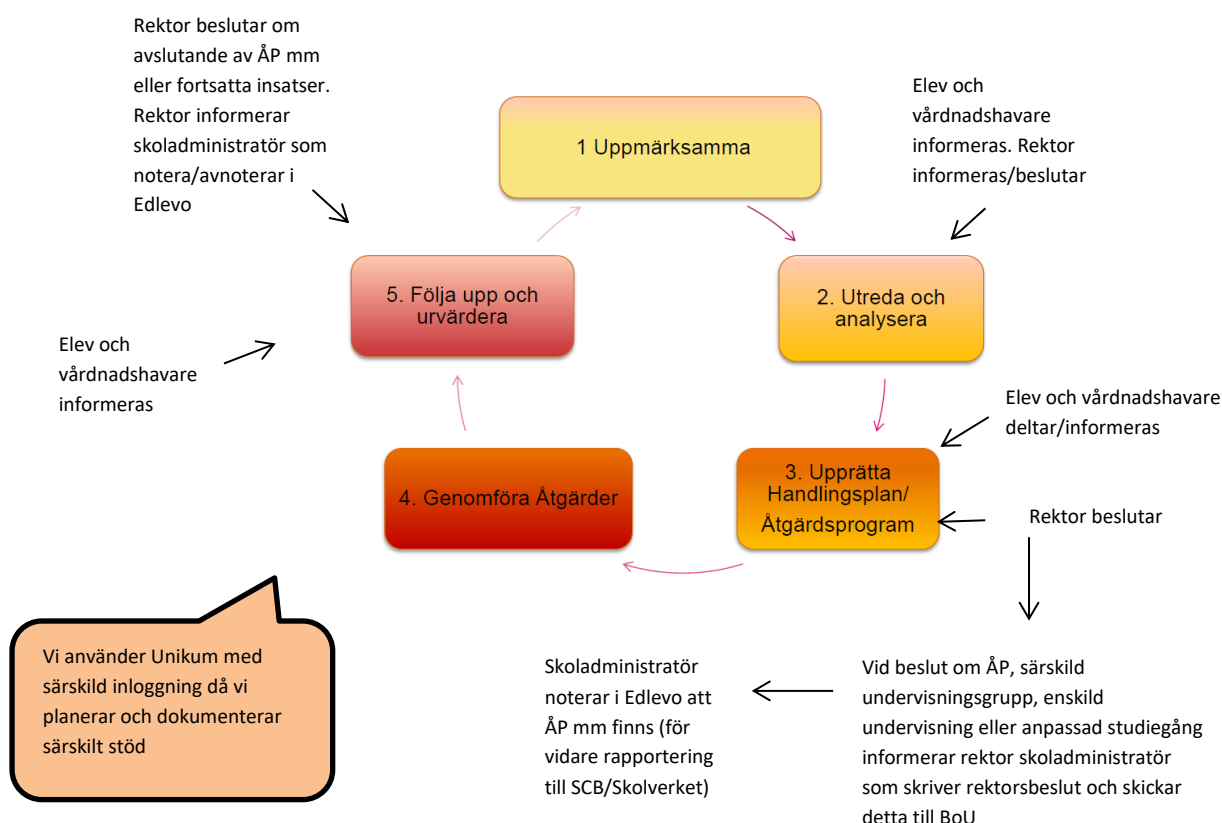 Rektor beslutar om
avslutande av ÅP mm
eller fortsatta insatser.
Rektor informerar
skoladministratör som
notera/avnoterar i
Edlevo
1 Uppmärksamma
Elev och
vårdnadshavare
informeras. Rektor
informeras/beslutar
5. Följa upp och
urvärdera
2. Utreda och
analysera
Elev och
vårdnadshavare
informeras
Elev och vårdnadshavare
deltar/informeras
4. Genomföra Åtgärder
3. Upprätta
Handlingsplan/
Åtgärdsprogram
Rektor beslutar
Vi använder Unikum med
särskild inloggning då vi
planerar och dokumenterar
särskilt stöd
Skoladministratör
noterar i Edlevo att
ÅP mm finns (för
vidare rapportering
till SCB/Skolverket)
Vid beslut om ÅP, särskild
undervisningsgrupp, enskild
undervisning eller anpassad studiegång
informerar rektor skoladministratör
som skriver rektorsbeslut och skickar
detta till BoU